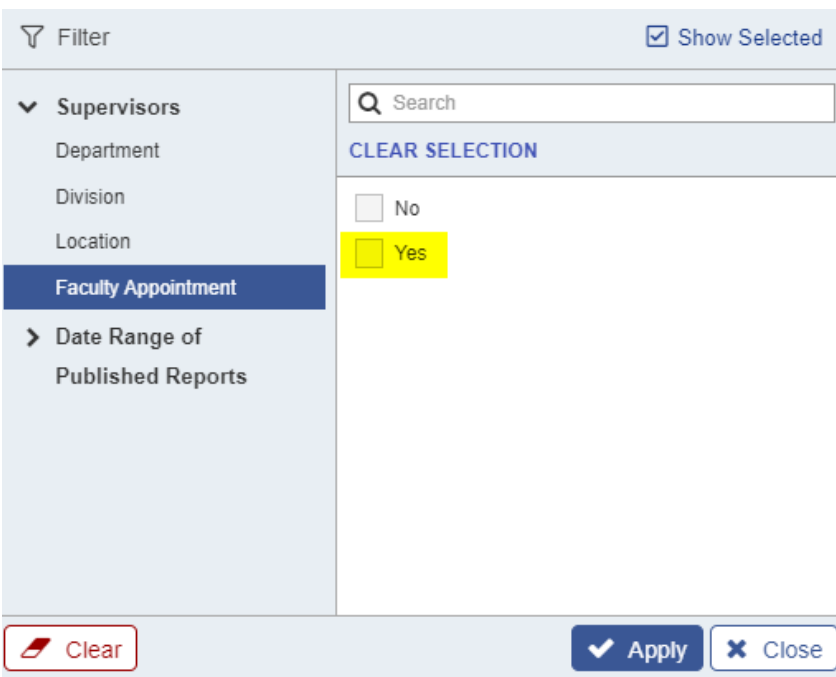 Filter
Show Selected
Supervisors
Department
Division
Location
Faculty Appointment
Date Range of
Published Reports
Search
CLEAR SELECTION
No
Yes
Clear
Apply
Close